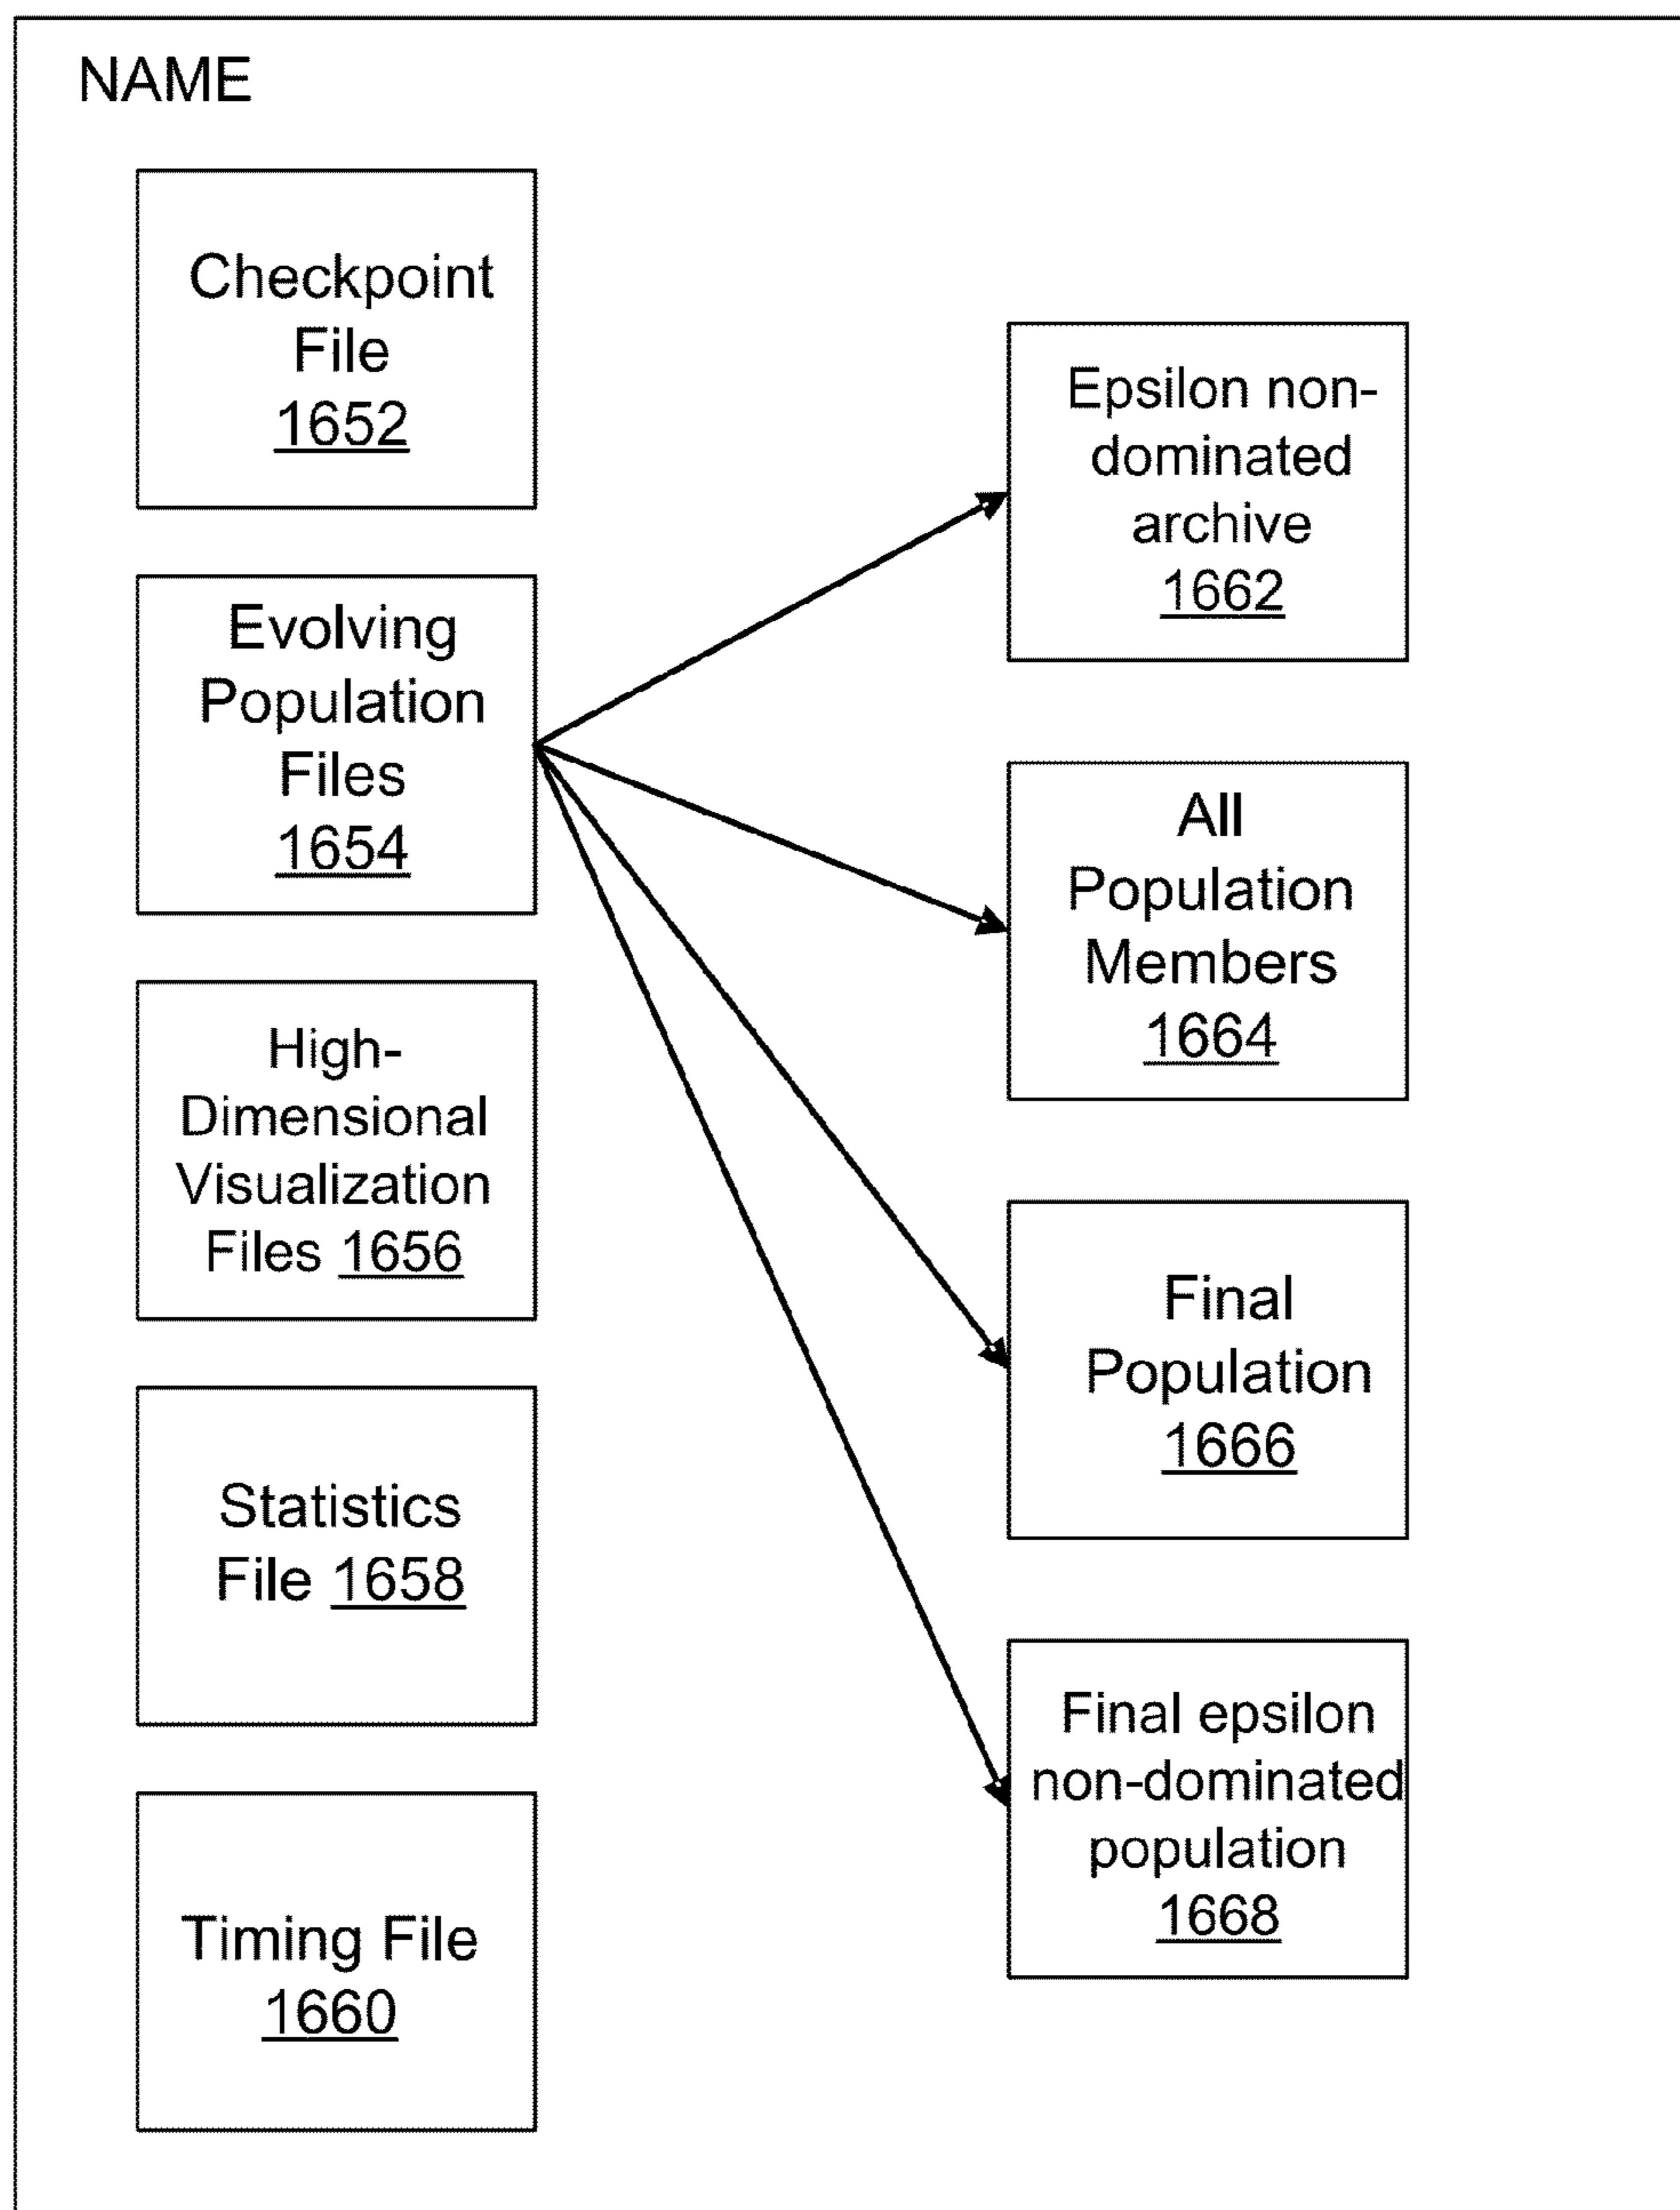 NAME
Checkpoint
File
1652
Evolving
Population
Files
1654
High-
Dimensional
Visualization
Files 1656
Statistics
File 1658
Timing File
1660
Epsilon non-
dominated
archive
1662
All
Population
Members
1664
Final
Population
1666
Final epsilon
non-dominated
population
1668